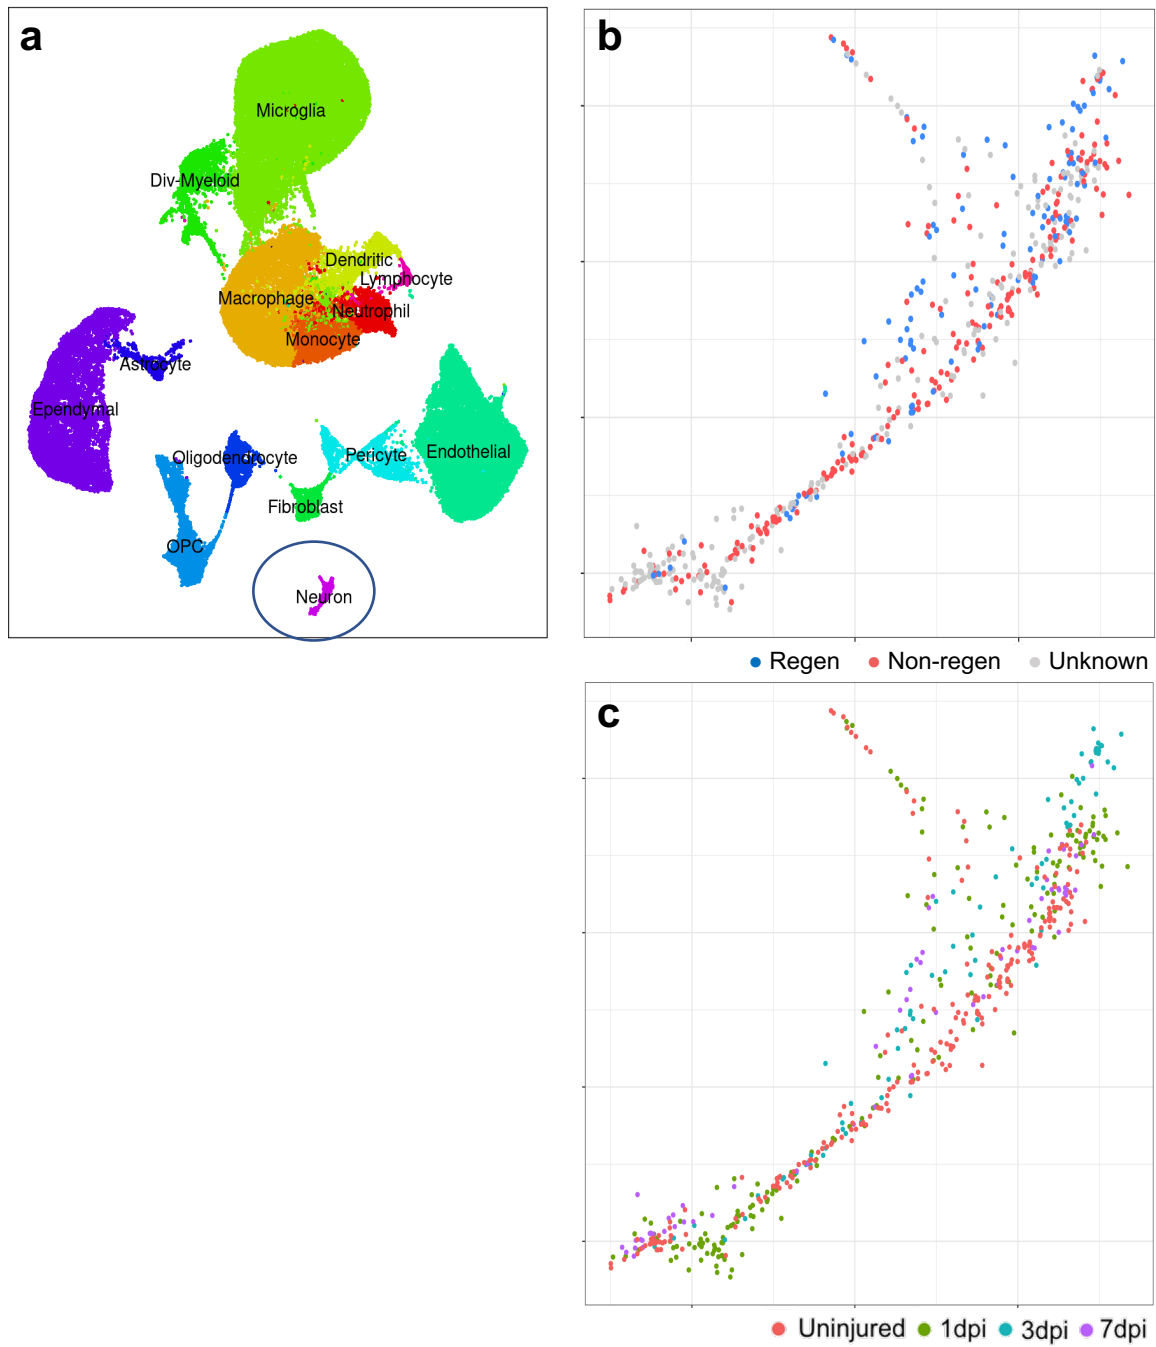 a
Microglia
Div-Myeloid
Dendritic
Lymphocyte
Macrophage
Neutrophil
Monocyte
Astrocyte
Ependymal
Oligodendrocyte
Pericyte
Endothelial
Fibroblast
OPC
Neuron
b
Regen Non-regen Unknown
c
Uninjured 1dpi 3dpi 7dpi